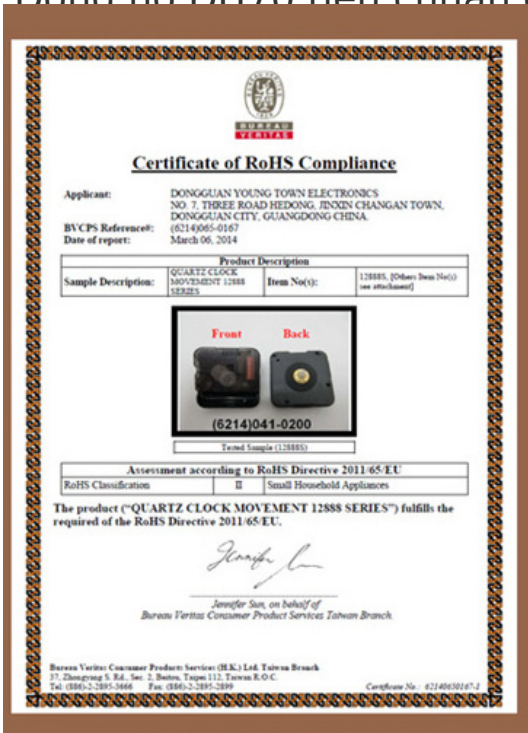 BUREAU
VERITAS
Certificate of RoHS Compliance
Applicant: DONGGUAN YOUNG TOWN ELECTRONICS
NO. 7, THREE ROAD HEDONG, JINXIN CHANGAN TOWN,
DONGGUAN CITY, GUANGDONG CHINA.
BVCPS Reference#: (6214)065-0167
Date of report: March 06, 2014
Product Description
Sample Description: QUARTZ CLOCK MOVEMENT 12888 SERIES Item No(s): 12888S, [Others Item No(s) see attachment]
Front Back
(6214)041-0200
Tested Sample (12888S)
Assessment according to RoHS Directive 2011/65/EU
RoHS Classification II Small Household Appliances
The product ("QUARTZ CLOCK MOVEMENT 12888 SERIES") fulfills the
required of the RoHS Directive 2011/65/EU.
Jennifer Sun, on behalf of
Bureau Veritas Consumer Product Services Taiwan Branch.
Bureau Veritas Consumer Products Services (H.K.) Ltd. Taiwan Branch
37, Zhongyang S. Rd., Sec. 2, Beitou, Taipei 112, Taiwan R.O.C.
Tel: (886)-2-2895-3666 Fax: (886)-2-2895-2899 Certificate No.: 62140650167-1